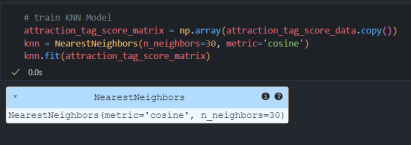 # train KNN Model
attraction_tag_score_matrix = np.array(attraction_tag_score_data.copy())
knn = NearestNeighbors(n_neighbors=30, metric='cosine')
knn.fit(attraction_tag_score_matrix)
✓ 0.0s
▾ NearestNeighbors i ?
NearestNeighbors(metric='cosine', n_neighbors=30)